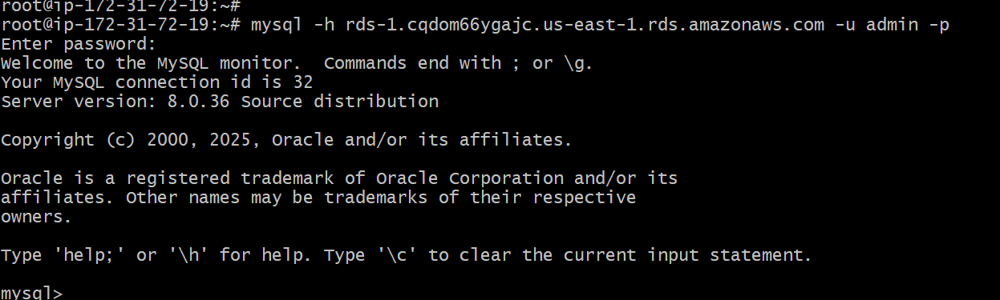 root@ip-172-31-72-19:~#
root@ip-172-31-72-19:~# mysql -h rds-1.cqdom66ygajc.us-east-1.rds.amazonaws.com -u admin -p
Enter password:
Welcome to the MySQL monitor.  Commands end with ; or \g.
Your MySQL connection id is 32
Server version: 8.0.36 Source distribution
Copyright (c) 2000, 2025, Oracle and/or its affiliates.
Oracle is a registered trademark of Oracle Corporation and/or its
affiliates. Other names may be trademarks of their respective
owners.
Type 'help;' or '\h' for help. Type '\c' to clear the current input statement.
mysql>